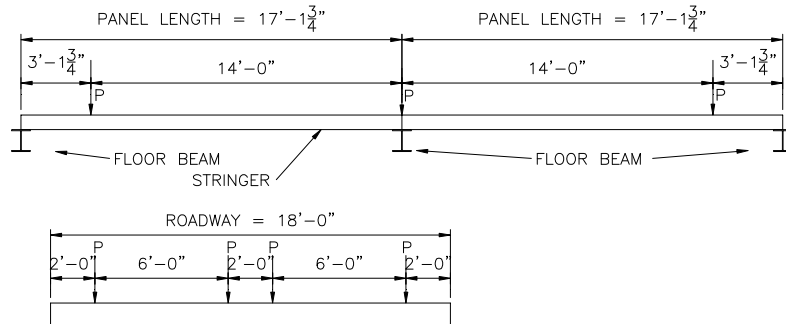 PANEL LENGTH = 17'-1¾" PANEL LENGTH = 17'-1¾"
3'-1¾" 14'-0" 14'-0" 3'-1¾"
P P P
FLOOR BEAM FLOOR BEAM
STRINGER
ROADWAY = 18'-0"
P P P P
2'-0" 6'-0" 2'-0" 6'-0" 2'-0"